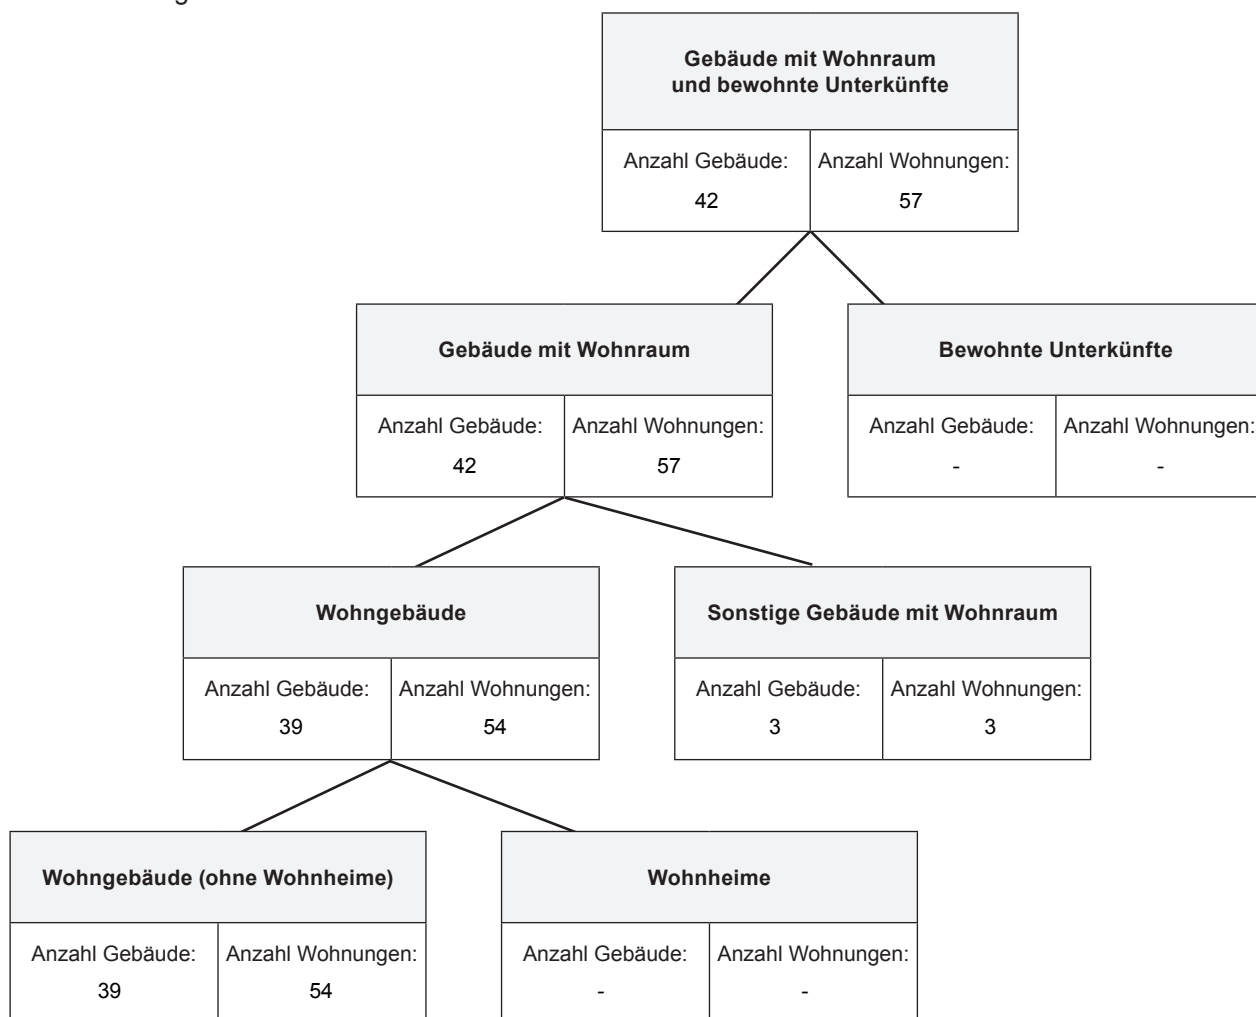 Gebäude mit Wohnraum
und bewohnte Unterkünfte
Anzahl Gebäude: Anzahl Wohnungen:
42 57
Gebäude mit Wohnraum
Anzahl Gebäude: Anzahl Wohnungen:
42 57
Bewohnte Unterkünfte
Anzahl Gebäude: Anzahl Wohnungen:
- -
Wohngebäude
Anzahl Gebäude: Anzahl Wohnungen:
39 54
Sonstige Gebäude mit Wohnraum
Anzahl Gebäude: Anzahl Wohnungen:
3 3
Wohngebäude (ohne Wohnheime)
Anzahl Gebäude: Anzahl Wohnungen:
39 54
Wohnheime
Anzahl Gebäude: Anzahl Wohnungen:
- -